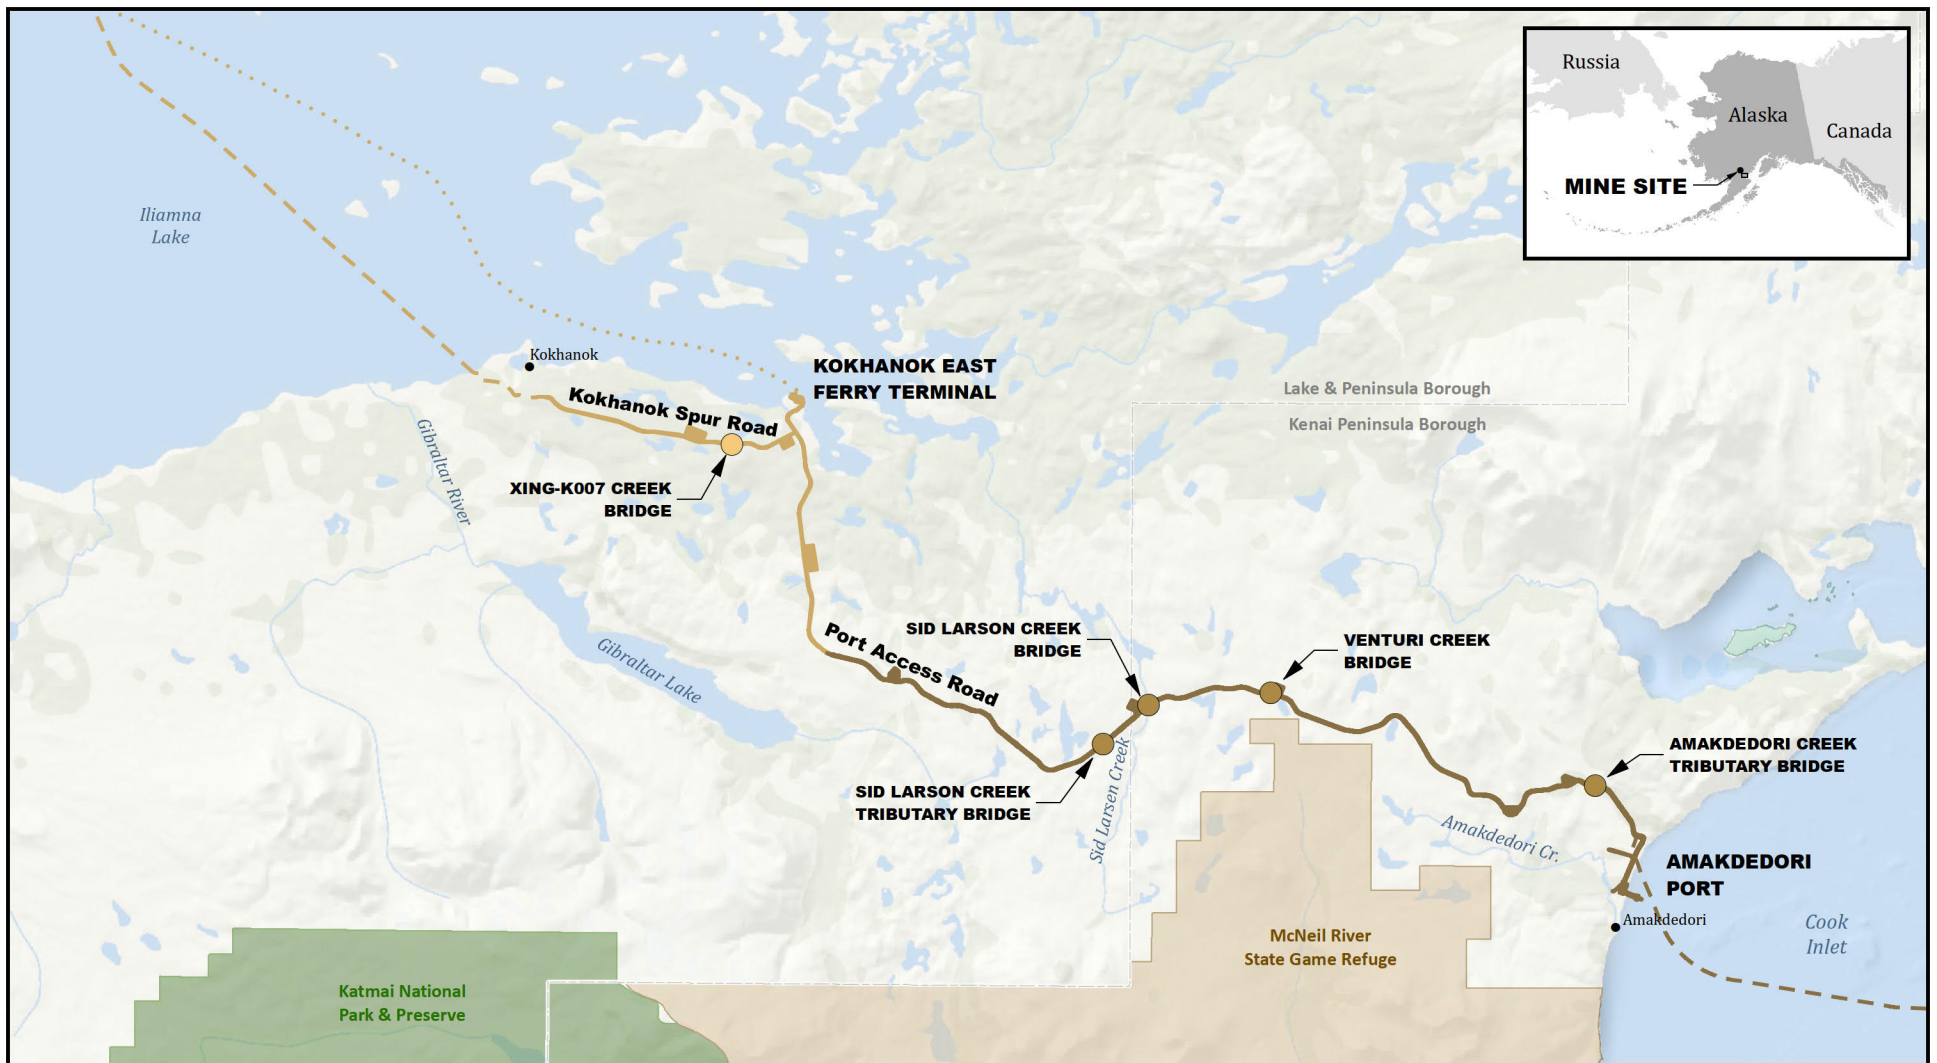 Russia
Alaska
Canada
MINE SITE
Iliamna
Lake
Kokhanok
KOKHANOK EAST
FERRY TERMINAL
Kokhanok Spur Road
Lake & Peninsula Borough
Kenai Peninsula Borough
Gibraltar River
XING-K007 CREEK
BRIDGE
Gibraltar Lake
Port Access Road
SID LARSON CREEK
BRIDGE
VENTURI CREEK
BRIDGE
SID LARSON CREEK
TRIBUTARY BRIDGE
Sid Larsen Creek
AMAKDEDORI CREEK
TRIBUTARY BRIDGE
Amakdedori Cr.
AMAKDEDORI
PORT
Amakdedori
Cook
Inlet
McNeil River
State Game Refuge
Katmai National
Park & Preserve